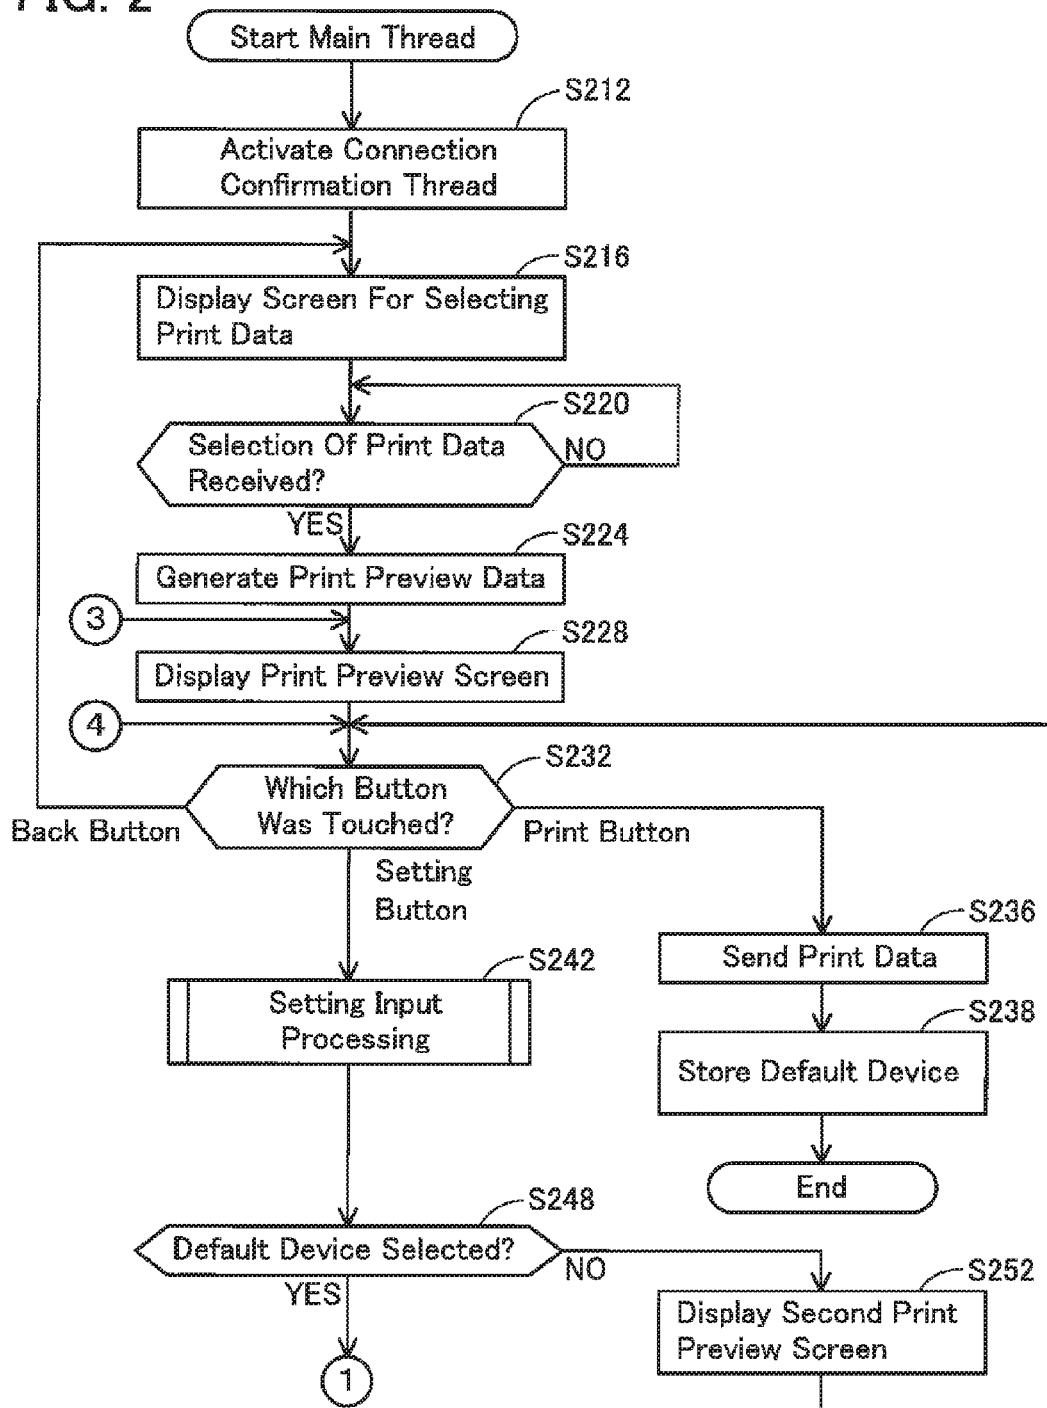 FIG. 2
Start Main Thread
S212
Activate Connection
Confirmation Thread
S216
Display Screen For Selecting
Print Data
S220
Selection Of Print Data
Received?
NO
YES
S224
Generate Print Preview Data
3
S228
Display Print Preview Screen
4
S232
Which Button
Was Touched?
Back Button
Print Button
Setting
Button
S236
Send Print Data
S242
Setting Input
Processing
S238
Store Default Device
End
S248
Default Device Selected?
NO
YES
S252
Display Second Print
Preview Screen
1